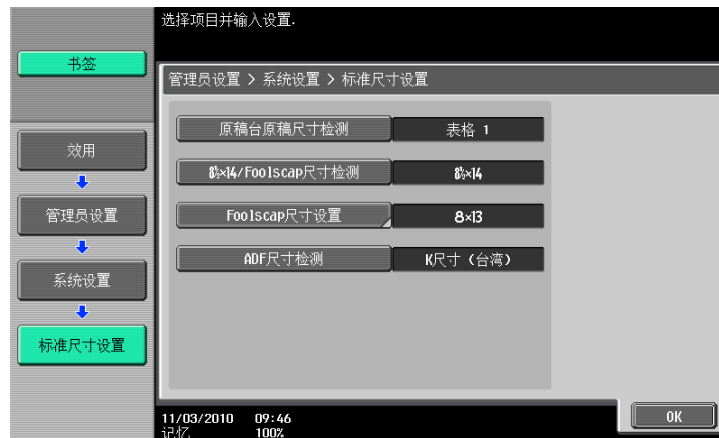 选择项目并输入设置.
书签
管理员设置 > 系统设置 > 标准尺寸设置
原稿台原稿尺寸检测 表格 1
效用
8½×14/Foolscap尺寸检测 8½×14
管理员设置
Foolscap尺寸设置 8×13
ADF尺寸检测 K尺寸 (台湾)
系统设置
标准尺寸设置
11/03/2010 09:46
记忆 100%
OK